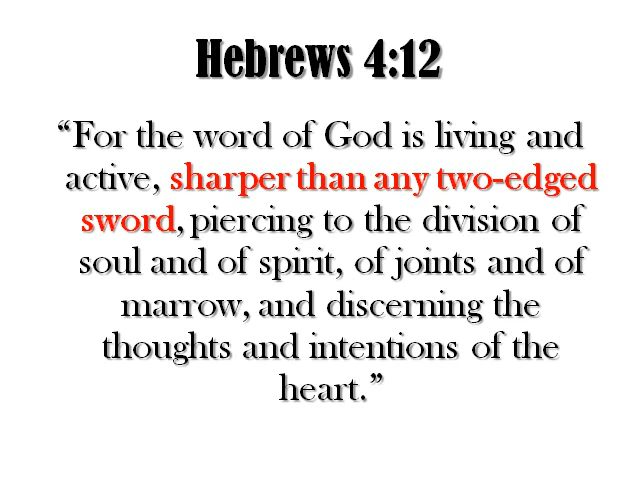 Hebrews 4:12
“For the word of God is living and
active, sharper than any two-edged
sword, piercing to the division of
soul and of spirit, of joints and of
marrow, and discerning the
thoughts and intentions of the
heart.”